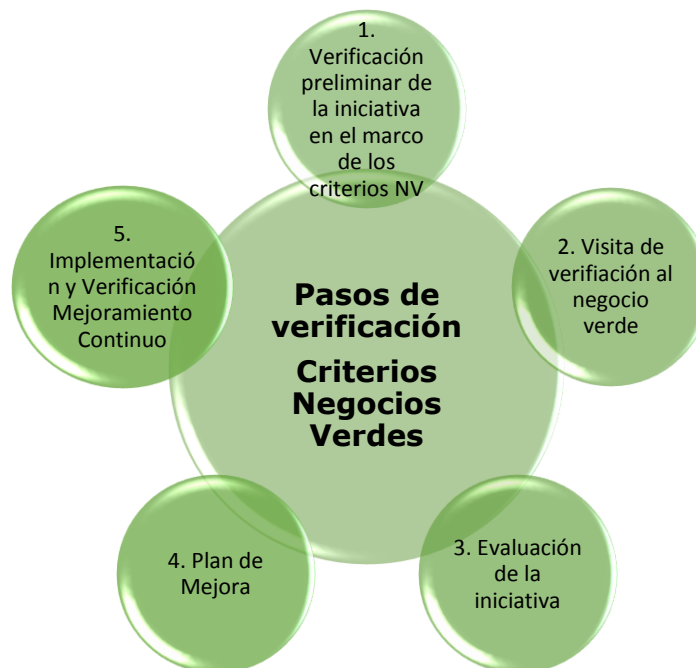 1.
Verificación
preliminar de
la iniciativa
en el marco
de los
criterios NV
2. Visita de
verifiación al
negocio
verde
3. Evaluación
de la
iniciativa
4. Plan de
Mejora
5.
Implementació
n y Verificación
Mejoramiento
Continuo
Pasos de
verificación
Criterios
Negocios
Verdes